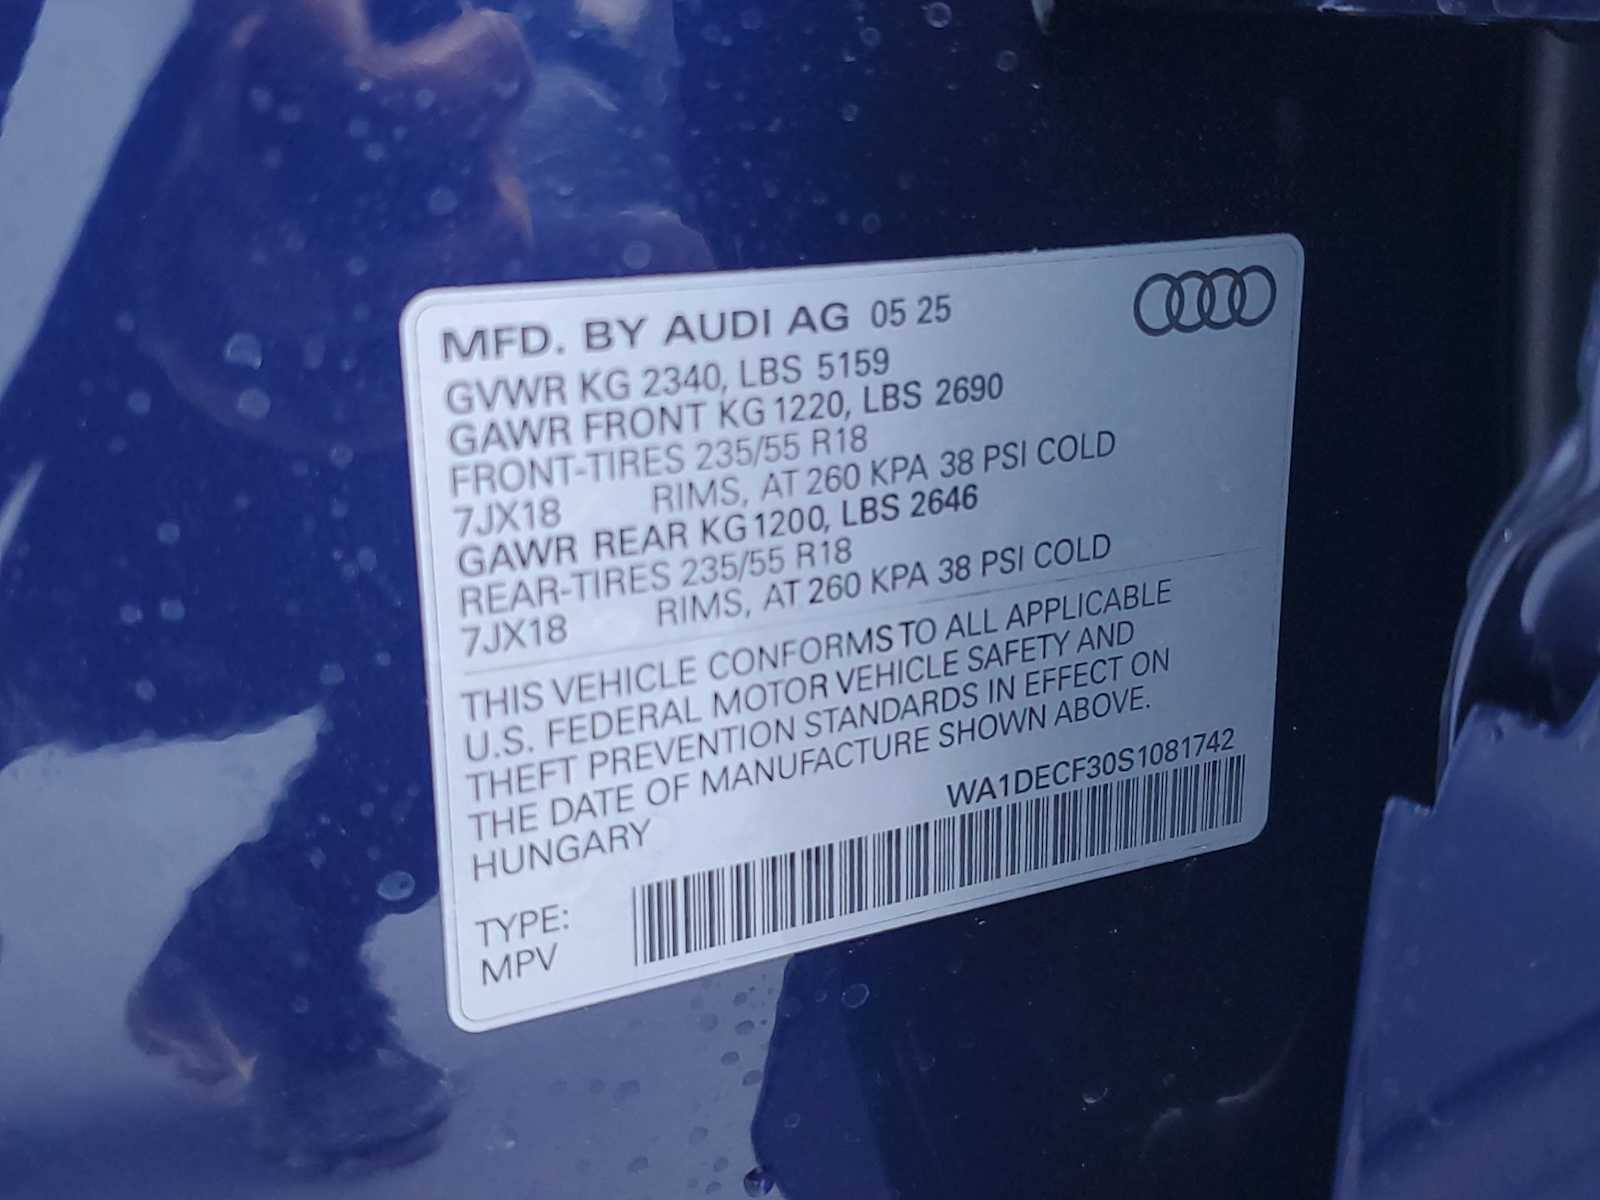 MFD. BY AUDI AG 05 25
GVWR KG 2340, LBS 5159
GAWR FRONT KG 1220, LBS 2690
FRONT-TIRES 235/55 R18
7JX18 RIMS, AT 260 KPA 38 PSI COLD
GAWR REAR KG 1200, LBS 2646
REAR-TIRES 235/55 R18
7JX18 RIMS, AT 260 KPA 38 PSI COLD
THIS VEHICLE CONFORMS TO ALL APPLICABLE
U.S. FEDERAL MOTOR VEHICLE SAFETY AND
THEFT PREVENTION STANDARDS IN EFFECT ON
THE DATE OF MANUFACTURE SHOWN ABOVE.
HUNGARY
WA1DECF30S1081742
TYPE:
MPV